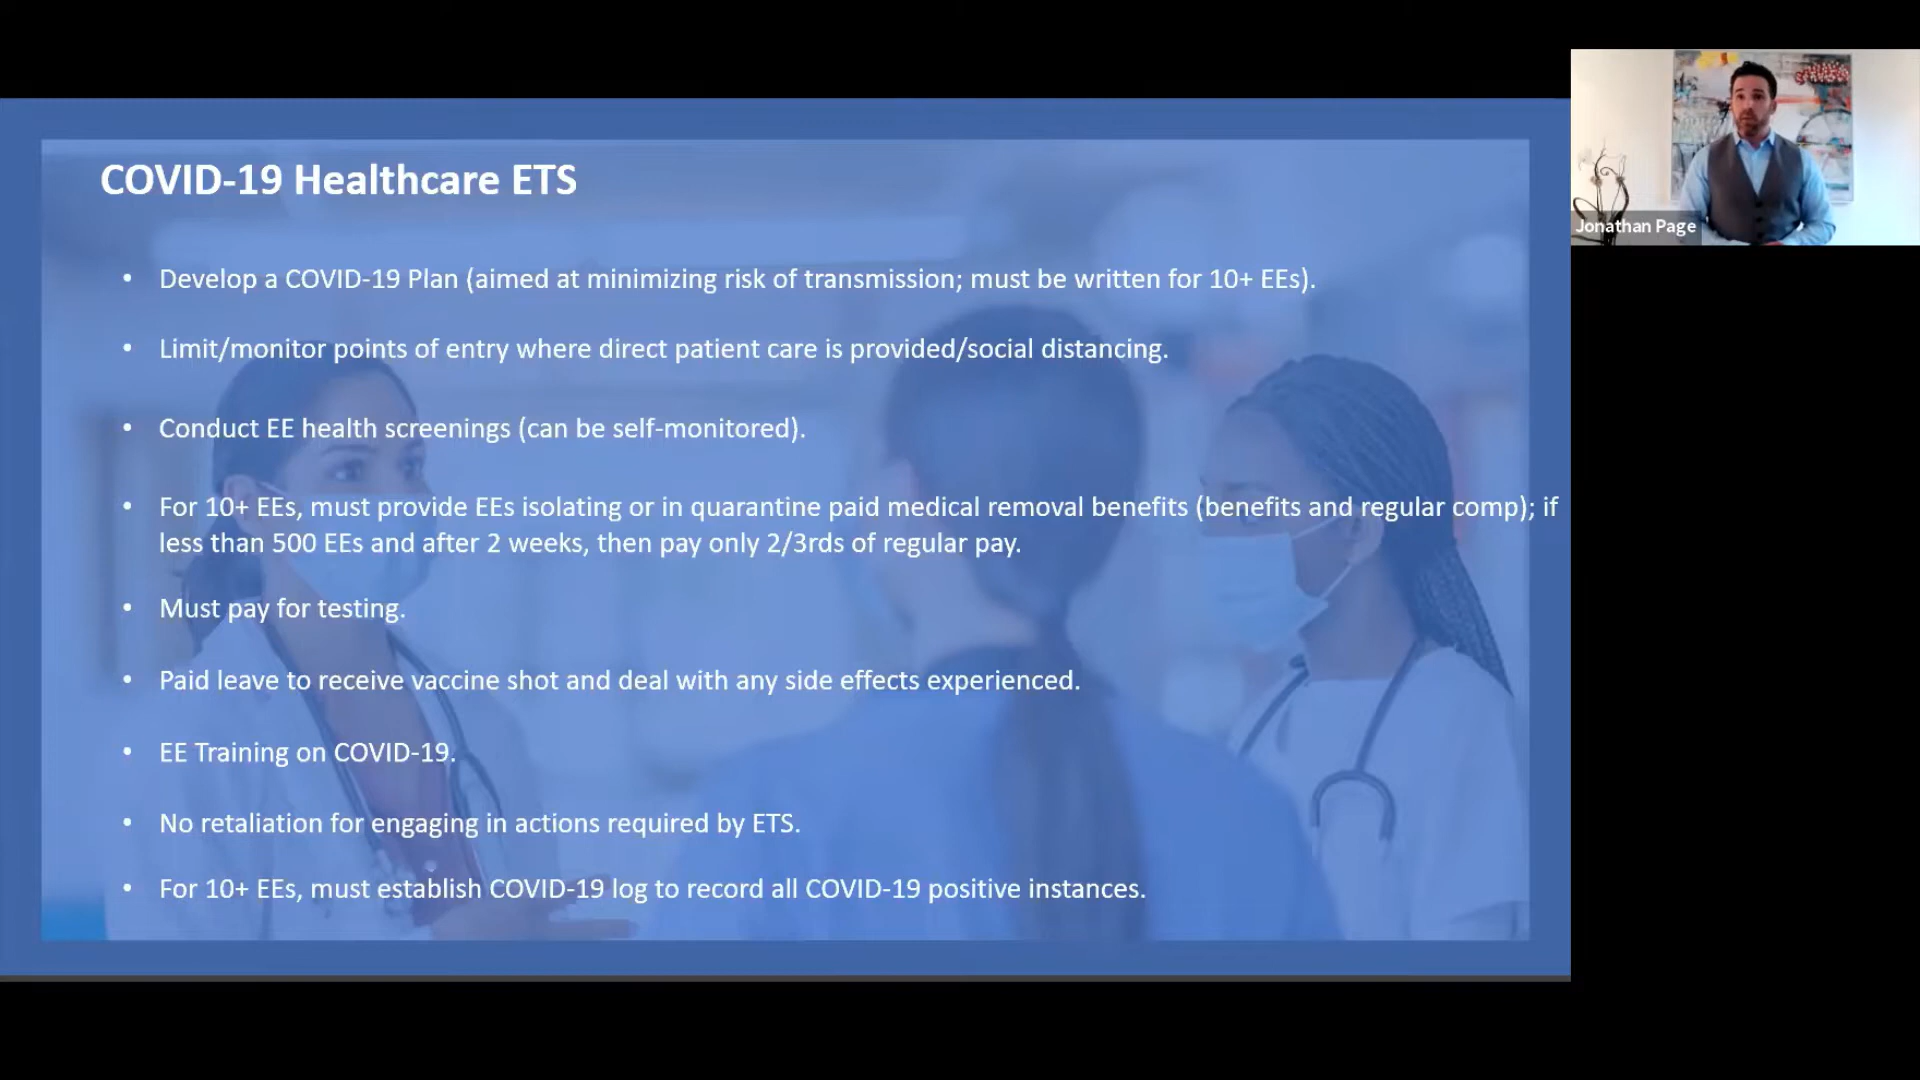 COVID-19 Healthcare ETS
• Develop a COVID-19 Plan (aimed at minimizing risk of transmission; must be written for 10+ EEs).
• Limit/monitor points of entry where direct patient care is provided/social distancing.
• Conduct EE health screenings (can be self-monitored).
• For 10+ EEs, must provide EEs isolating or in quarantine paid medical removal benefits (benefits and regular comp); if
less than 500 EEs and after 2 weeks, then pay only 2/3rds of regular pay.
• Must pay for testing.
• Paid leave to receive vaccine shot and deal with any side effects experienced.
• EE Training on COVID-19.
• No retaliation for engaging in actions required by ETS.
• For 10+ EEs, must establish COVID-19 log to record all COVID-19 positive instances.
Jonathan Page